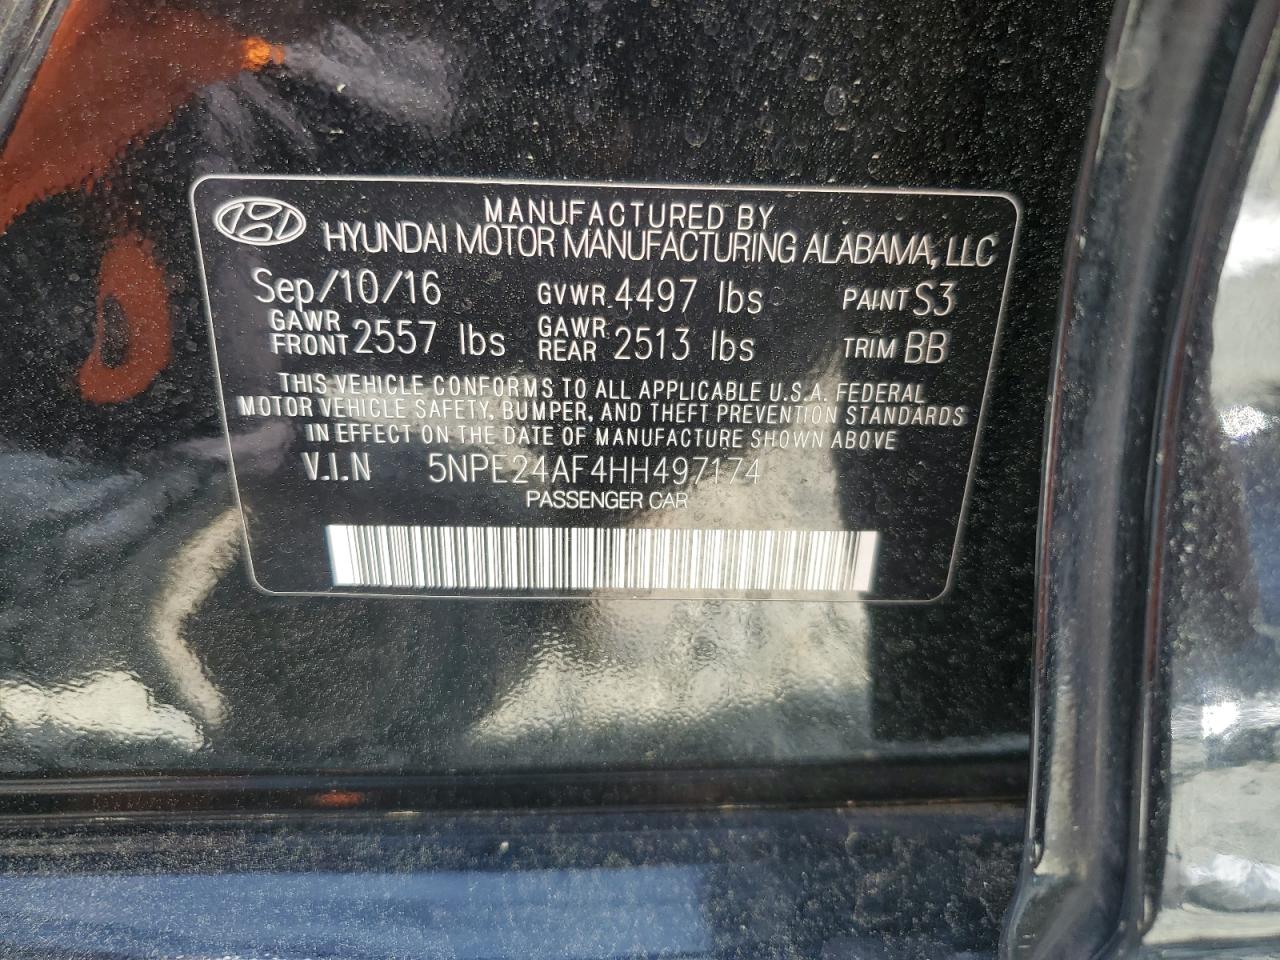 MANUFACTURED BY
HYUNDAI MOTOR MANUFACTURING ALABAMA, LLC
Sep/10/16 GVWR 4497 lbs PAINT S3
GAWR FRONT 2557 lbs GAWR REAR 2513 lbs TRIM BB
THIS VEHICLE CONFORMS TO ALL APPLICABLE U.S.A. FEDERAL
MOTOR VEHICLE SAFETY, BUMPER, AND THEFT PREVENTION STANDARDS
IN EFFECT ON THE DATE OF MANUFACTURE SHOWN ABOVE
V.I.N 5NPE24AF4HH497174
PASSENGER CAR